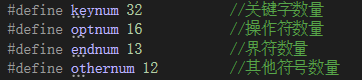 #define keynum 32 //关键字数量
#define optnum 16 //操作符数量
#define endnum 13 //界符数量
#define othernum 12 //其他符号数量